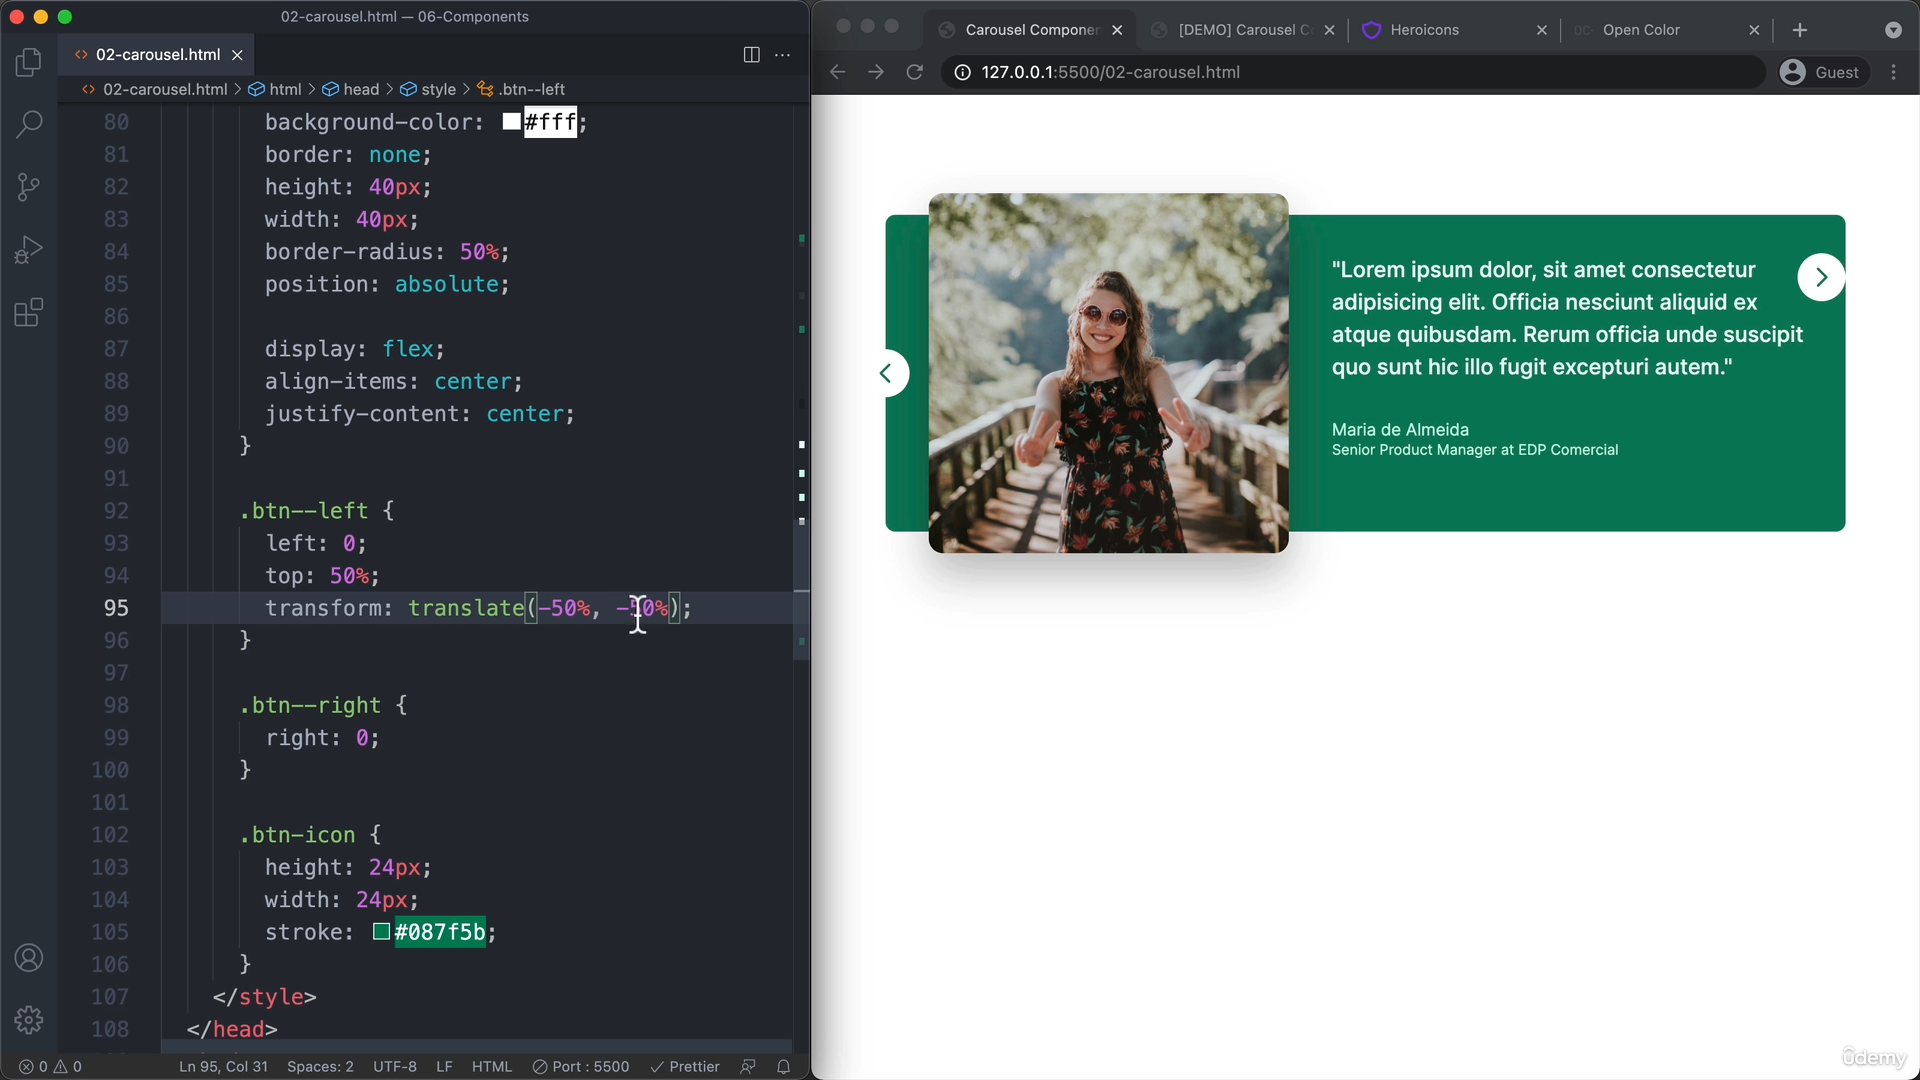 02-carousel.html — 06-Components
02-carousel.html
02-carousel.html > html > head > style > .btn--left
80 background-color: #fff;
81 border: none;
82 height: 40px;
83 width: 40px;
84 border-radius: 50%;
85 position: absolute;
86
87 display: flex;
88 align-items: center;
89 justify-content: center;
90 }
91
92 .btn--left {
93 left: 0;
94 top: 50%;
95 transform: translate(-50%, -50%);
96 }
97
98 .btn--right {
99 right: 0;
100 }
101
102 .btn-icon {
103 height: 24px;
104 width: 24px;
105 stroke: #087f5b;
106 }
107 </style>
108 </head>
0 0 Ln 95, Col 31 Spaces: 2 UTF-8 LF HTML Port : 5500 Prettier
Carousel Componen [DEMO] Carousel C Heroicons Open Color
127.0.0.1:5500/02-carousel.html Guest
"Lorem ipsum dolor, sit amet consectetur
adipisicing elit. Officia nesciunt aliquid ex
atque quibusdam. Rerum officia unde suscipit
quo sunt hic illo fugit excepturi autem."
Maria de Almeida
Senior Product Manager at EDP Comercial
ûdemy